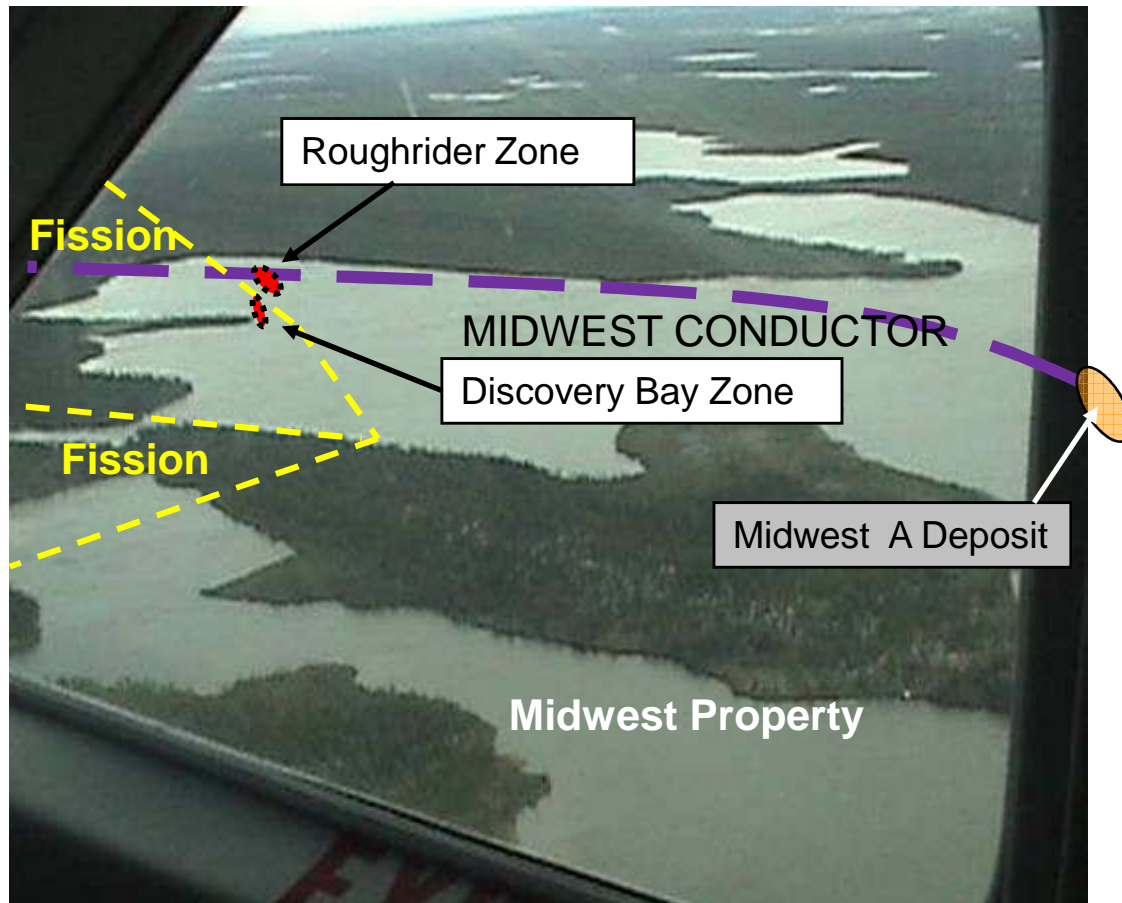 Roughrider Zone
Fission
MIDWEST CONDUCTOR
Discovery Bay Zone
Fission
Midwest  A Deposit
Midwest Property